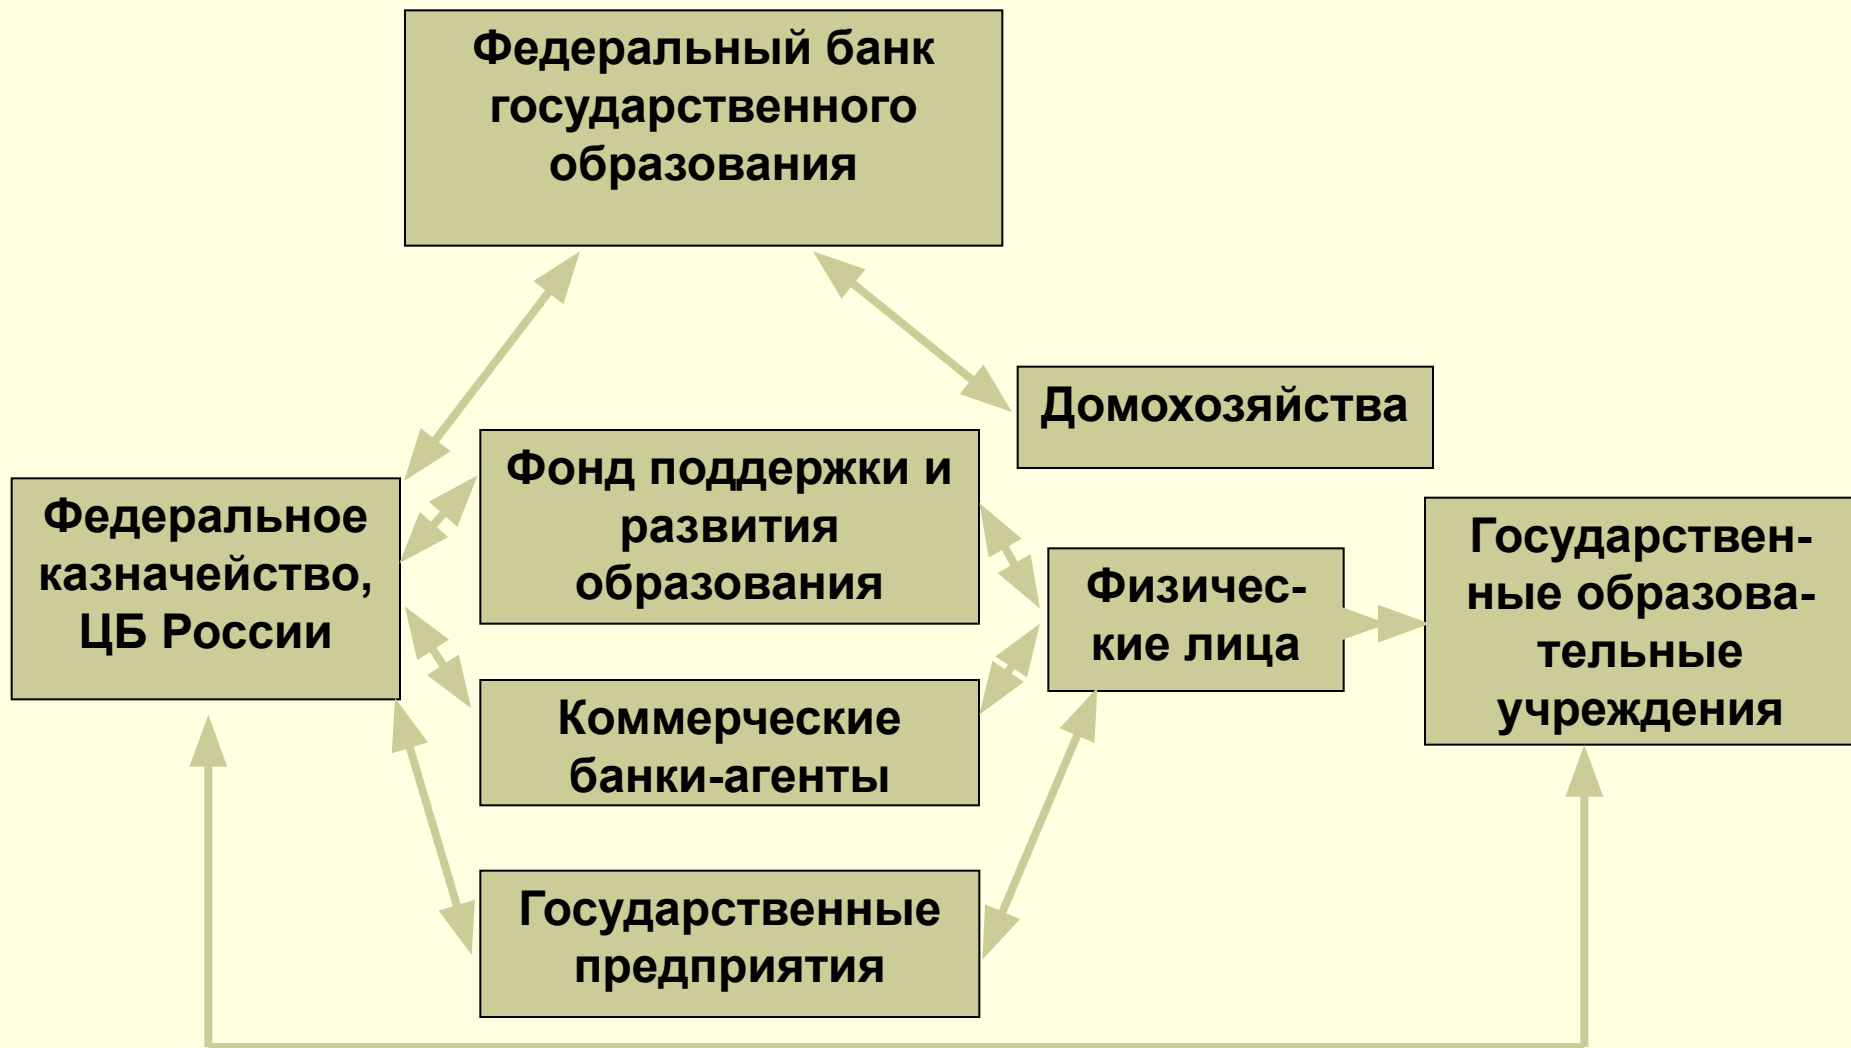 Федеральный банк
государственного
образования
Домохозяйства
Фонд поддержки и
развития
образования
Федеральное
казначейство,
ЦБ России
Физичес-
кие лица
Государствен-
ные образова-
тельные
учреждения
Коммерческие
банки-агенты
Государственные
предприятия